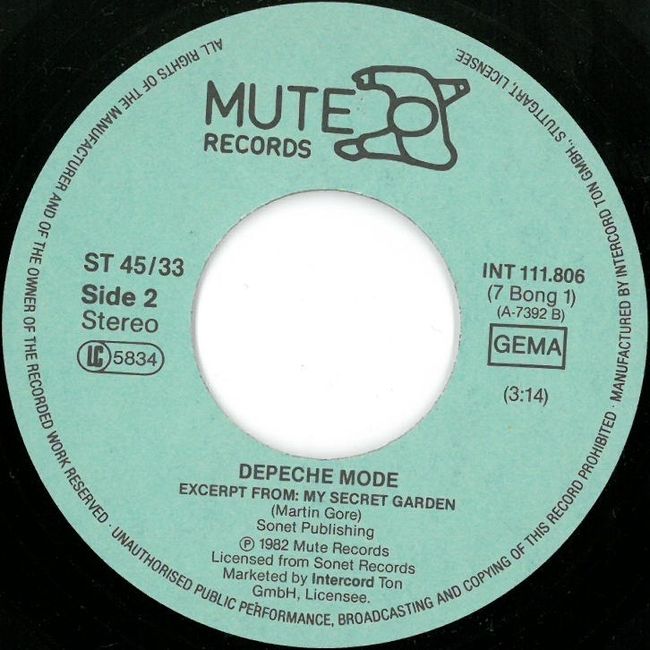 MUTE
RECORDS
ST 45/33
Side 2
Stereo
LC 5834
INT 111.806
(7 Bong 1)
(A-7392 B)
GEMA
(3:14)
DEPECHE MODE
EXCERPT FROM: MY SECRET GARDEN
(Martin Gore)
Sonet Publishing
℗ 1982 Mute Records
Licensed from Sonet Records
Marketed by Intercord Ton
GmbH, Licensee.
ALL RIGHTS OF THE MANUFACTURER AND OF THE OWNER OF THE RECORDED WORK RESERVED · UNAUTHORISED PUBLIC PERFORMANCE, BROADCASTING AND COPYING OF THIS RECORD PROHIBITED · MANUFACTURED BY INTERCORD TON GMBH., STUTTGART, LICENSEE.